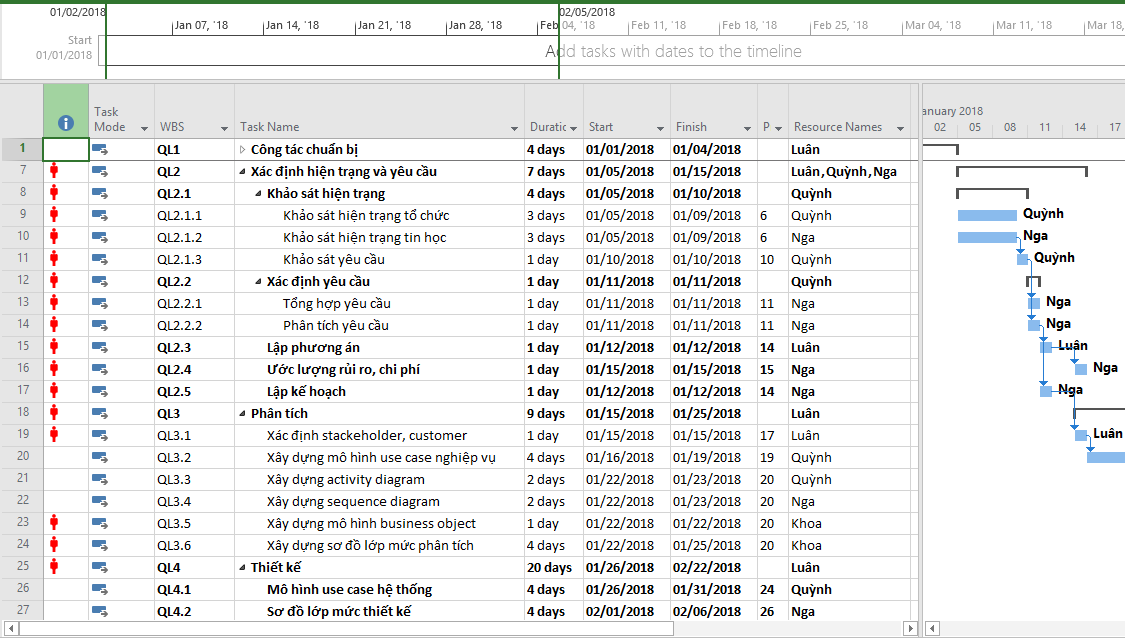 01/02/2018 02/05/2018
Jan 07, '18 Jan 14, '18 Jan 21, '18 Jan 28, '18 Feb 04, '18 Feb 11, '18 Feb 18, '18 Feb 25, '18 Mar 04, '18 Mar 11, '18 Mar 18,
Start
01/01/2018
Add tasks with dates to the timeline
Task Mode WBS Task Name Duratic Start Finish P Resource Names
anuary 2018
02 05 08 11 14 17
1 QL1 Công tác chuẩn bị 4 days 01/01/2018 01/04/2018 Luân
7 QL2 Xác định hiện trạng và yêu cầu 7 days 01/05/2018 01/15/2018 Luân,Quỳnh,Nga
8 QL2.1 Khảo sát hiện trạng 4 days 01/05/2018 01/10/2018 Quỳnh
9 QL2.1.1 Khảo sát hiện trạng tổ chức 3 days 01/05/2018 01/09/2018 6 Quỳnh Quỳnh
10 QL2.1.2 Khảo sát hiện trạng tin học 3 days 01/05/2018 01/09/2018 6 Nga Nga
11 QL2.1.3 Khảo sát yêu cầu 1 day 01/10/2018 01/10/2018 10 Quỳnh Quỳnh
12 QL2.2 Xác định yêu cầu 1 day 01/11/2018 01/11/2018 Quỳnh
13 QL2.2.1 Tổng hợp yêu cầu 1 day 01/11/2018 01/11/2018 11 Nga Nga
14 QL2.2.2 Phân tích yêu cầu 1 day 01/11/2018 01/11/2018 11 Nga Nga
15 QL2.3 Lập phương án 1 day 01/12/2018 01/12/2018 14 Luân Luân
16 QL2.4 Ước lượng rủi ro, chi phí 1 day 01/15/2018 01/15/2018 15 Nga Nga
17 QL2.5 Lập kế hoạch 1 day 01/12/2018 01/12/2018 14 Nga Nga
18 QL3 Phân tích 9 days 01/15/2018 01/25/2018 Luân
19 QL3.1 Xác định stackeholder, customer 1 day 01/15/2018 01/15/2018 17 Luân Luân
20 QL3.2 Xây dựng mô hình use case nghiệp vụ 4 days 01/16/2018 01/19/2018 19 Quỳnh
21 QL3.3 Xây dựng activity diagram 2 days 01/22/2018 01/23/2018 20 Quỳnh
22 QL3.4 Xây dựng sequence diagram 2 days 01/22/2018 01/23/2018 20 Nga
23 QL3.5 Xây dựng mô hình business object 1 day 01/22/2018 01/22/2018 20 Khoa
24 QL3.6 Xây dựng sơ đồ lớp mức phân tích 4 days 01/22/2018 01/25/2018 20 Khoa
25 QL4 Thiết kế 20 days 01/26/2018 02/22/2018 Luân
26 QL4.1 Mô hình use case hệ thống 4 days 01/26/2018 01/31/2018 24 Quỳnh
27 QL4.2 Sơ đồ lớp mức thiết kế 4 days 02/01/2018 02/06/2018 26 Nga